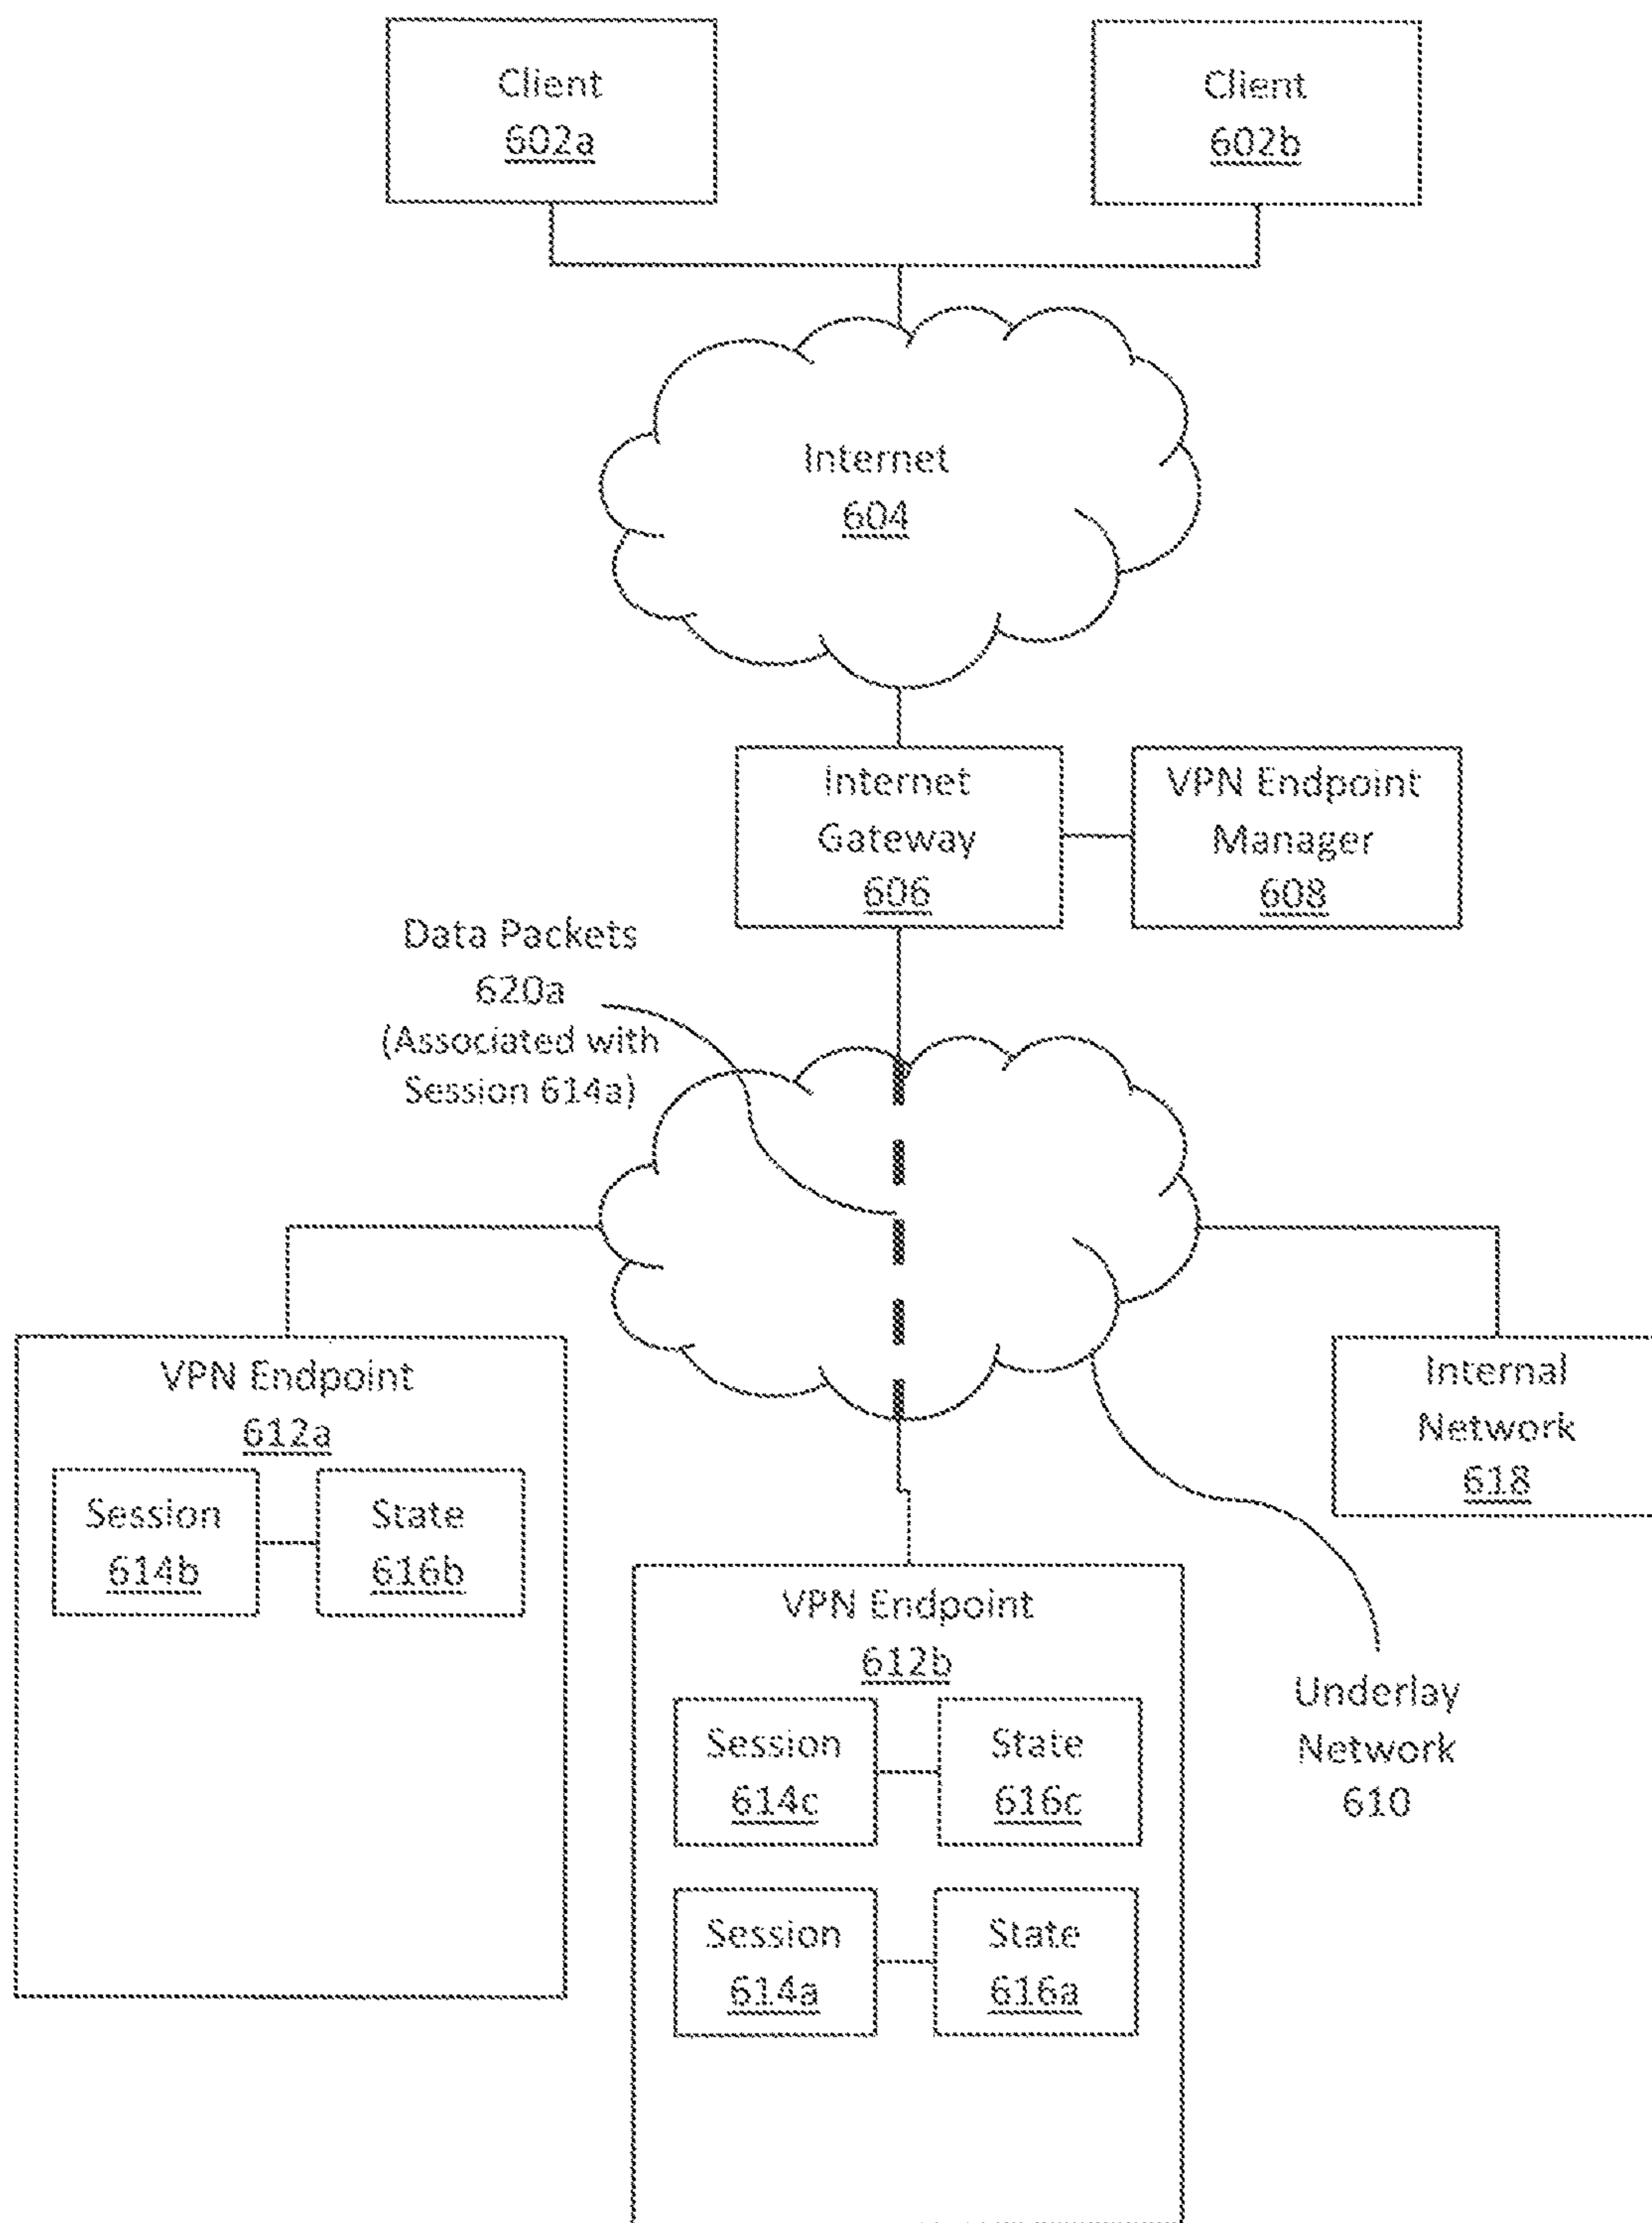 Client
602a
Client
602b
Internet
604
Internet
Gateway
606
VPN Endpoint
Manager
608
Data Packets
620a
(Associated with
Session 614a)
VPN Endpoint
612a
Session
614b
State
616b
Internal
Network
618
VPN Endpoint
612b
Session
614c
State
616c
Session
614a
State
616a
Underlay
Network
610